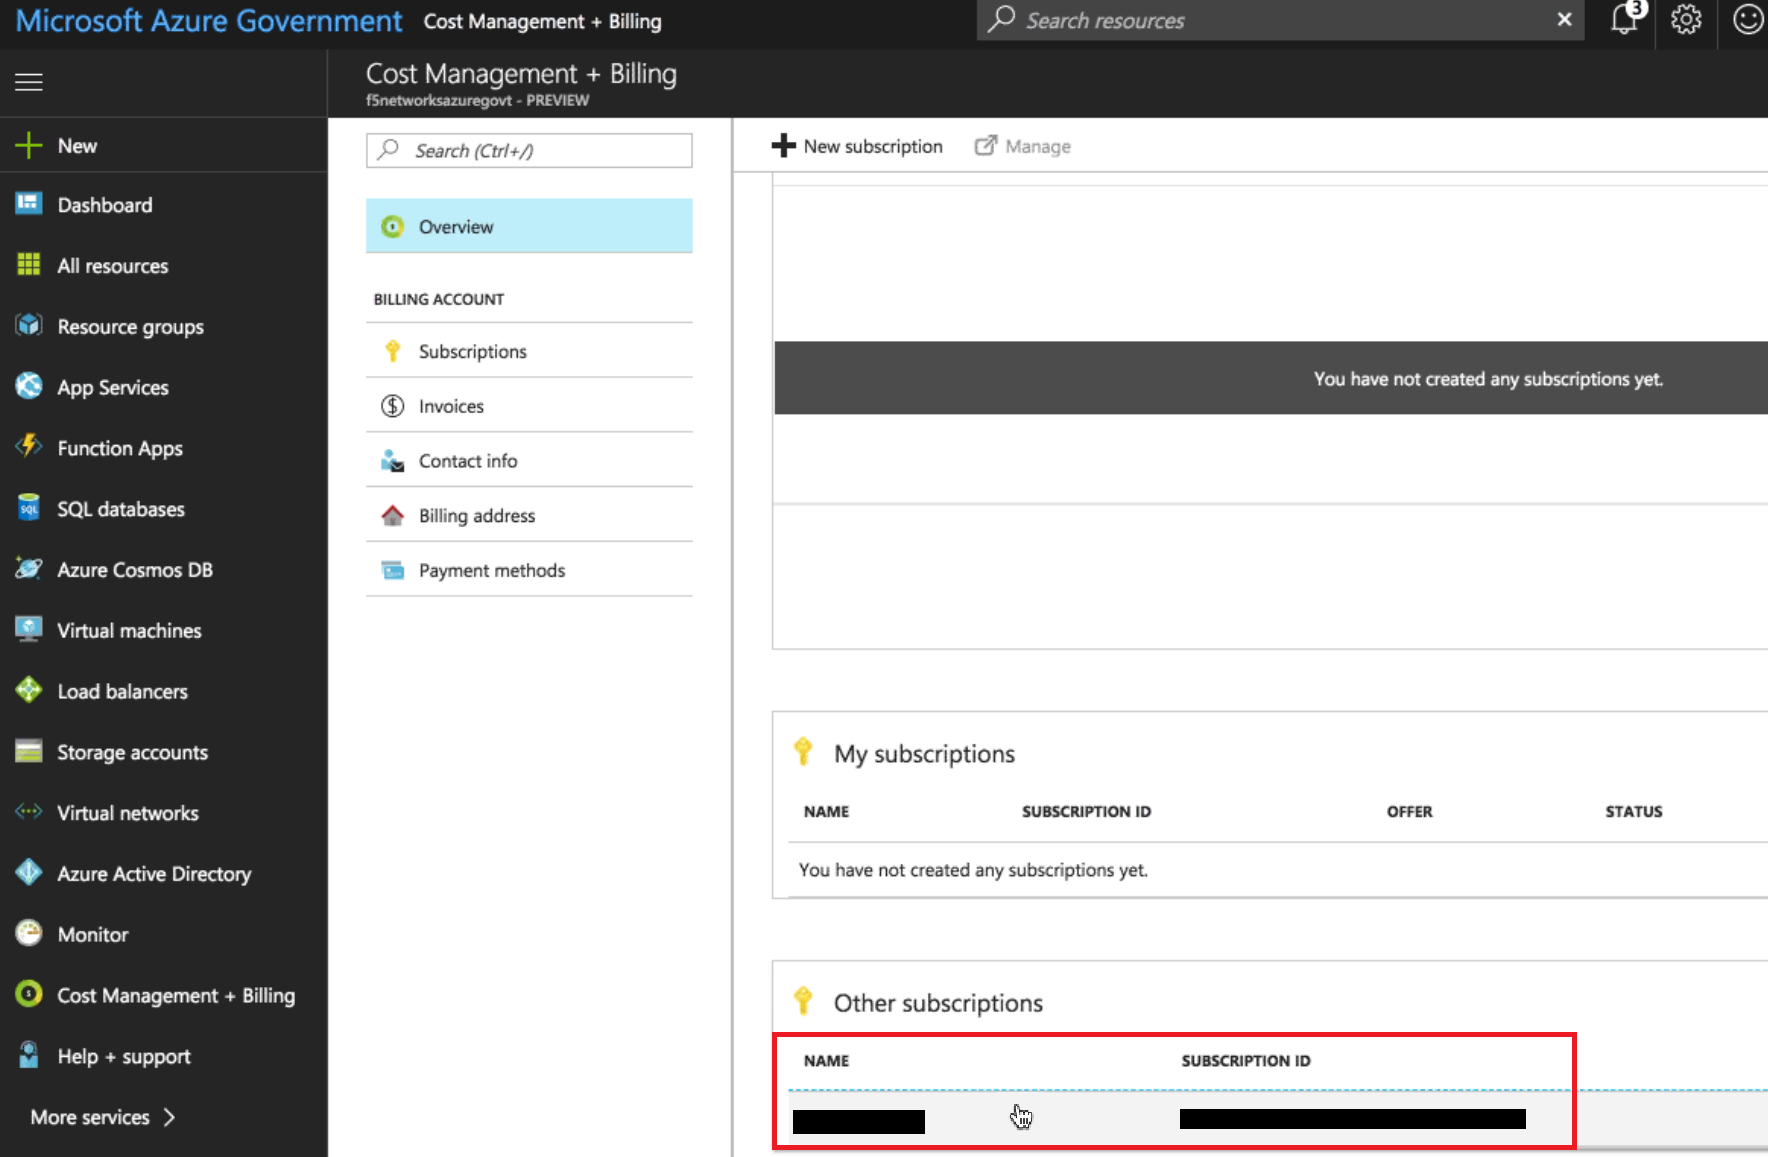 Microsoft Azure Government Cost Management + Billing
Search resources
3
Cost Management + Billing
f5networksazuregovt - PREVIEW
New
Dashboard
All resources
Resource groups
App Services
Function Apps
SQL databases
Azure Cosmos DB
Virtual machines
Load balancers
Storage accounts
Virtual networks
Azure Active Directory
Monitor
Cost Management + Billing
Help + support
More services
Search (Ctrl+/)
Overview
BILLING ACCOUNT
Subscriptions
Invoices
Contact info
Billing address
Payment methods
New subscription Manage
You have not created any subscriptions yet.
My subscriptions
NAME SUBSCRIPTION ID OFFER STATUS
You have not created any subscriptions yet.
Other subscriptions
NAME SUBSCRIPTION ID